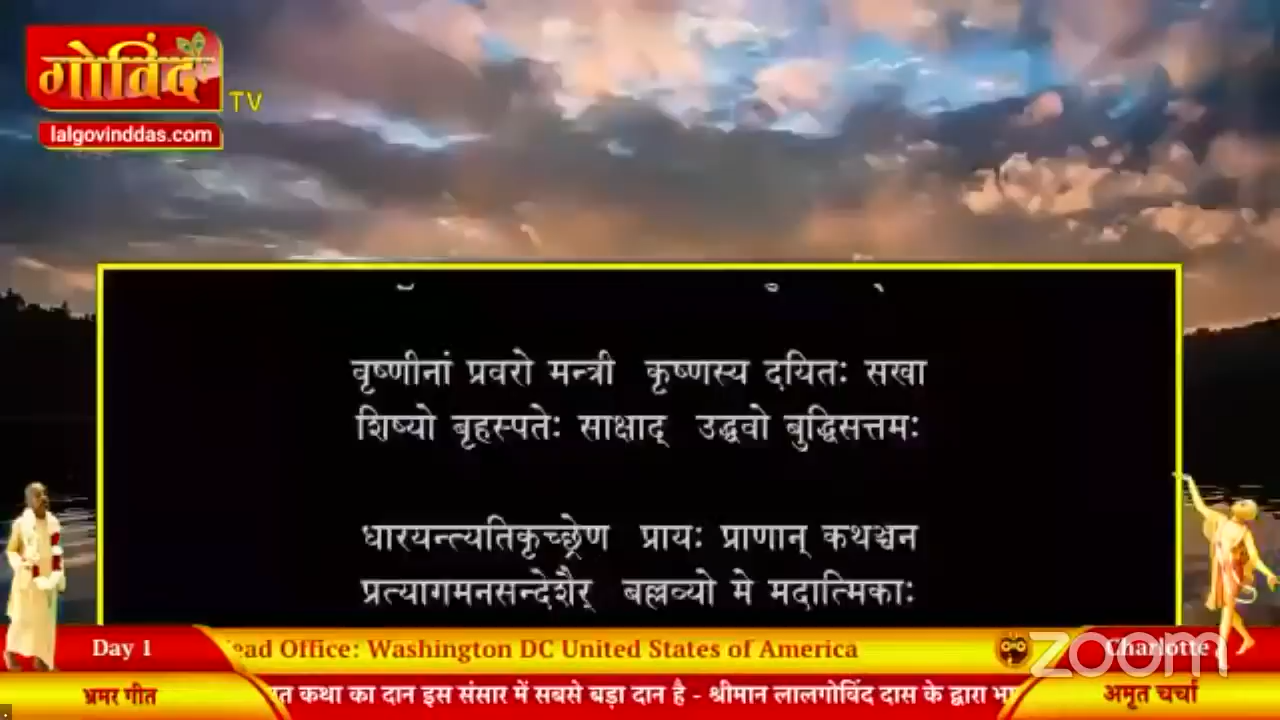 गोविंद
TV
lalgovinddas.com
वृष्णीनां प्रवरो मन्त्री कृष्णस्य दयितः सखा
शिष्यो बृहस्पतेः साक्षाद् उद्धवो बुद्धिसत्तमः
धारयन्त्यतिकृच्छ्रेण प्रायः प्राणान् कथञ्चन
प्रत्यागमनसन्देशैर् बल्लव्यो मे मदात्मिकाः
Day 1
ead Office: Washington DC United States of America
Charlotte
zoom
भ्रमर गीत
त कथा का दान इस संसार में सबसे बड़ा दान है - श्रीमान लालगोविंद दास के द्वारा
अमृत चर्चा